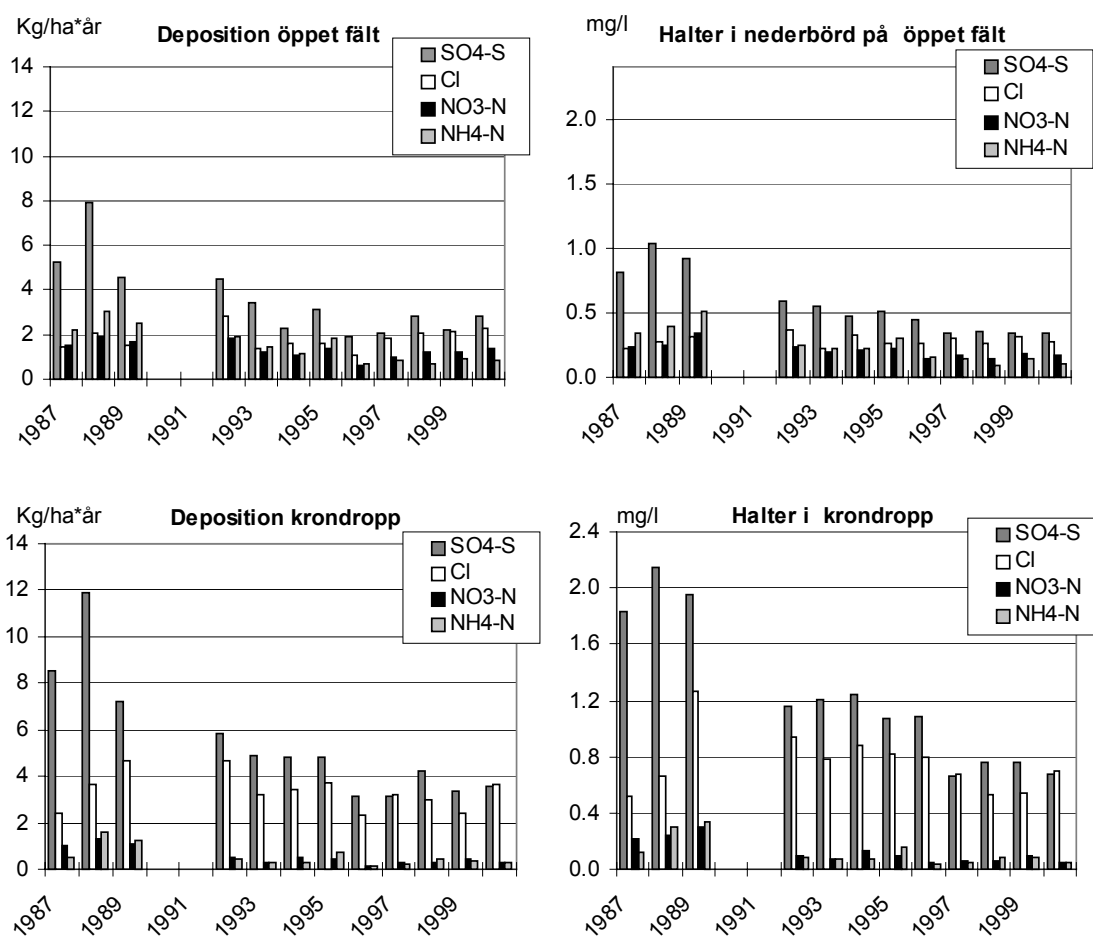 Kg/ha*år
Deposition öppet fält
SO4-S
Cl
NO3-N
NH4-N
14
12
10
8
6
4
2
0
1987
1989
1991
1993
1995
1997
1999
mg/l
Halter i nederbörd på öppet fält
SO4-S
Cl
NO3-N
NH4-N
2.0
1.5
1.0
0.5
0.0
1987
1989
1991
1993
1995
1997
1999
Kg/ha*år
Deposition krondropp
SO4-S
Cl
NO3-N
NH4-N
14
12
10
8
6
4
2
0
1987
1989
1991
1993
1995
1997
1999
mg/l
Halter i krondropp
SO4-S
Cl
NO3-N
NH4-N
2.4
2.0
1.6
1.2
0.8
0.4
0.0
1987
1989
1991
1993
1995
1997
1999